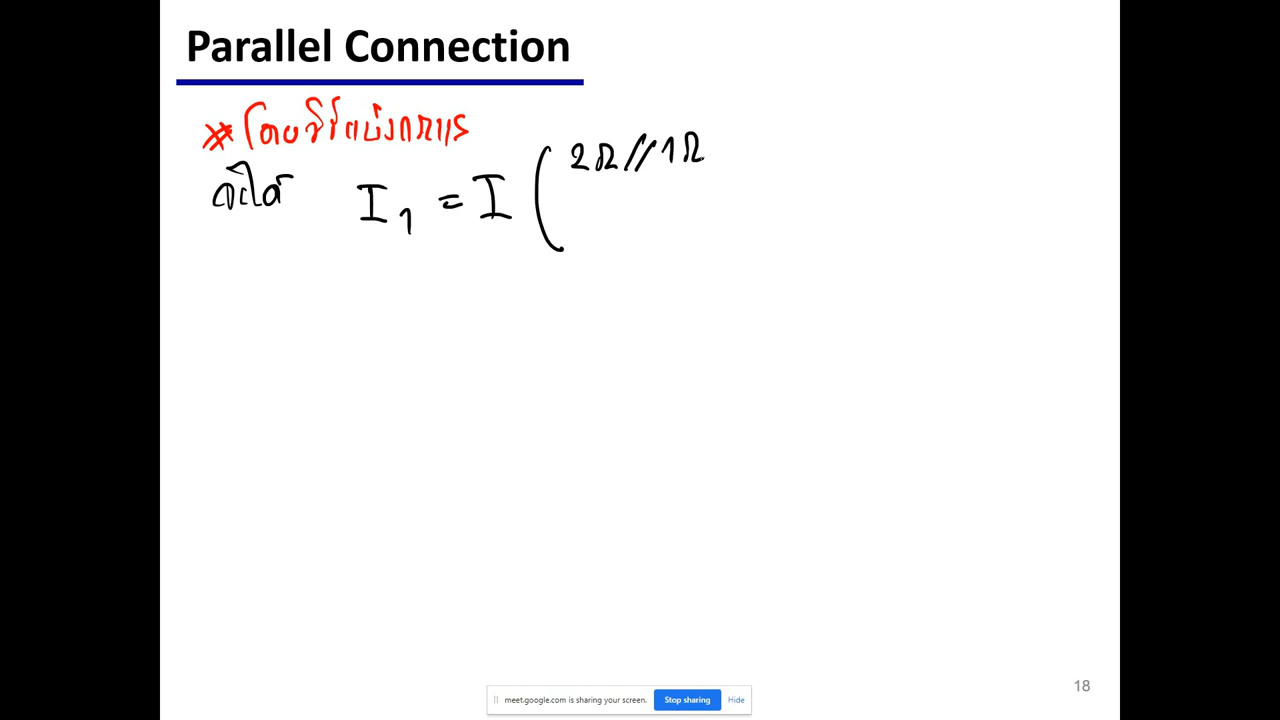 Parallel Connection
* โดยวิธีแบ่งกระแส
จะได้ I₁ = I ( 2Ω//1Ω
18
meet.google.com is sharing your screen. Stop sharing Hide